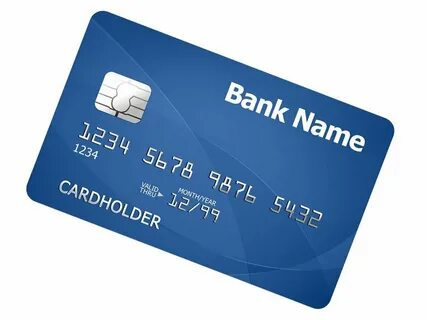 Bank Name
1234 5678 9876 5432
1234
VALID THRU
MONTH/YEAR
12/99
CARDHOLDER